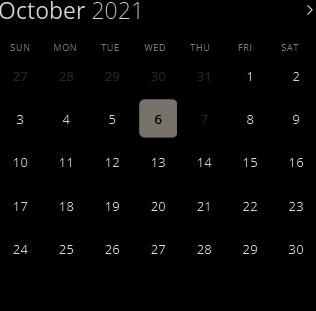 October 2021
SUN MON TUE WED THU FRI SAT
27 28 29 30 31 1 2
3 4 5 6 7 8 9
10 11 12 13 14 15 16
17 18 19 20 21 22 23
24 25 26 27 28 29 30